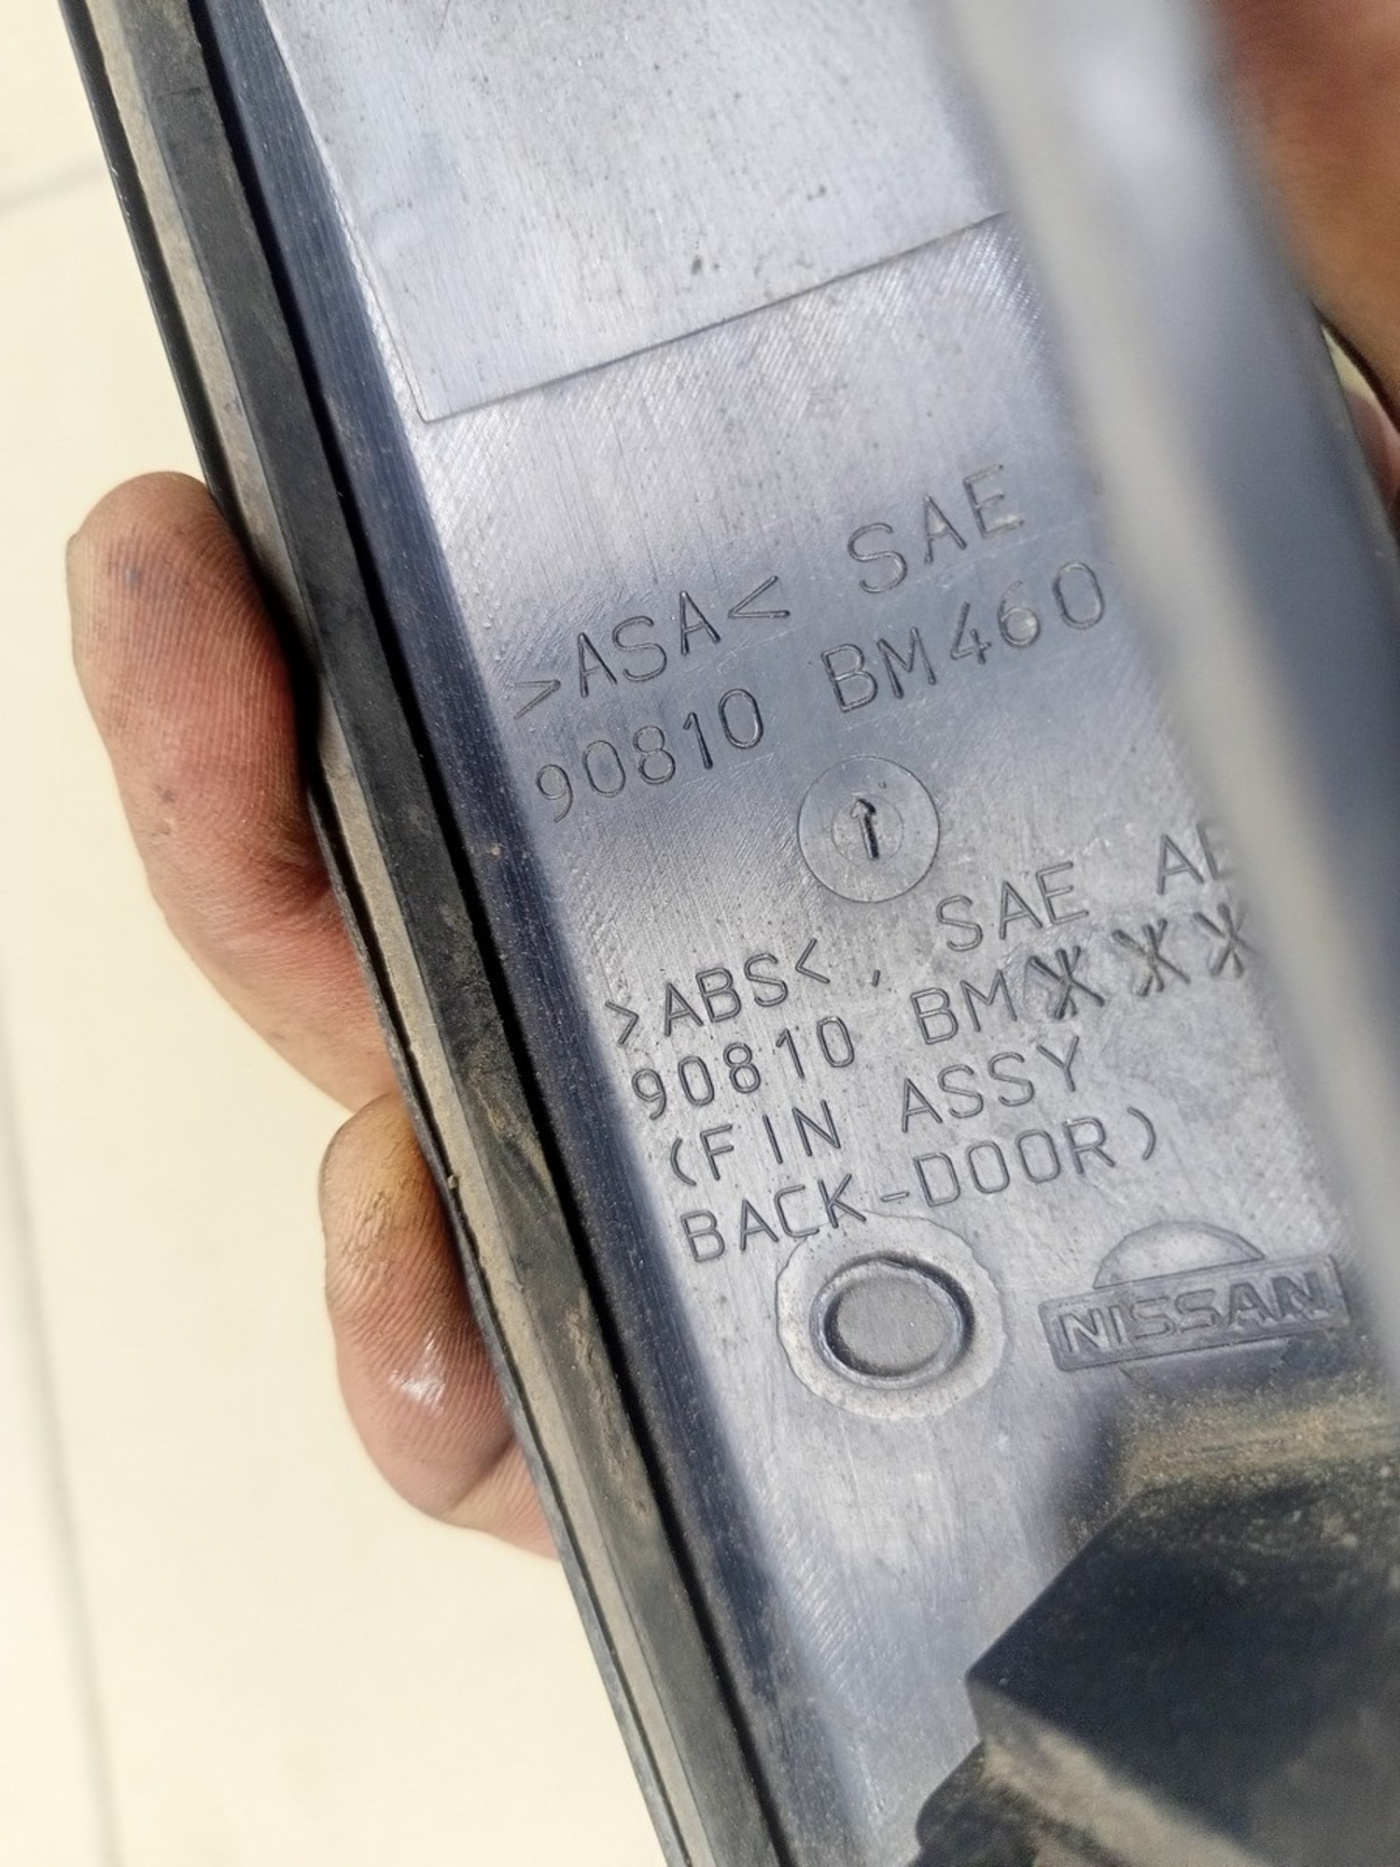 >ASA< SAE
90810 BM460
>ABS<, SAE
90810 BM***
(FIN ASSY
BACK-DOOR)
NISSAN